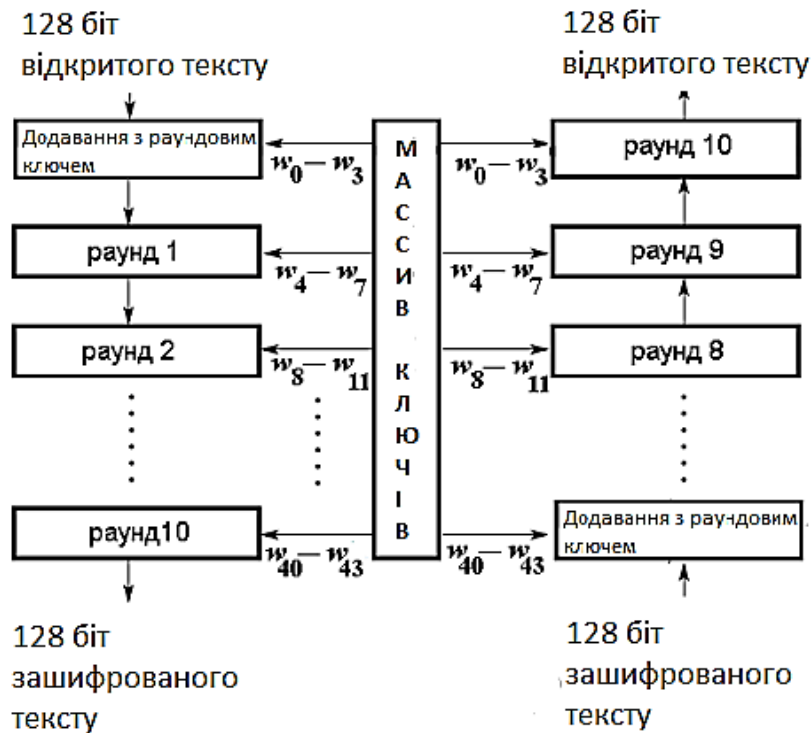 128 біт
відкритого тексту
128 біт
відкритого тексту
Додавання з раундовим
ключем
w0 – w3
МАССИВ КЛЮЧІВ
w0 – w3
раунд 10
раунд 1
w4 – w7
w4 – w7
раунд 9
раунд 2
w8 – w11
w8 – w11
раунд 8
раунд10
w40 – w43
w40 – w43
Додавання з раундовим
ключем
128 біт
зашифрованого
тексту
128 біт
зашифрованого
тексту